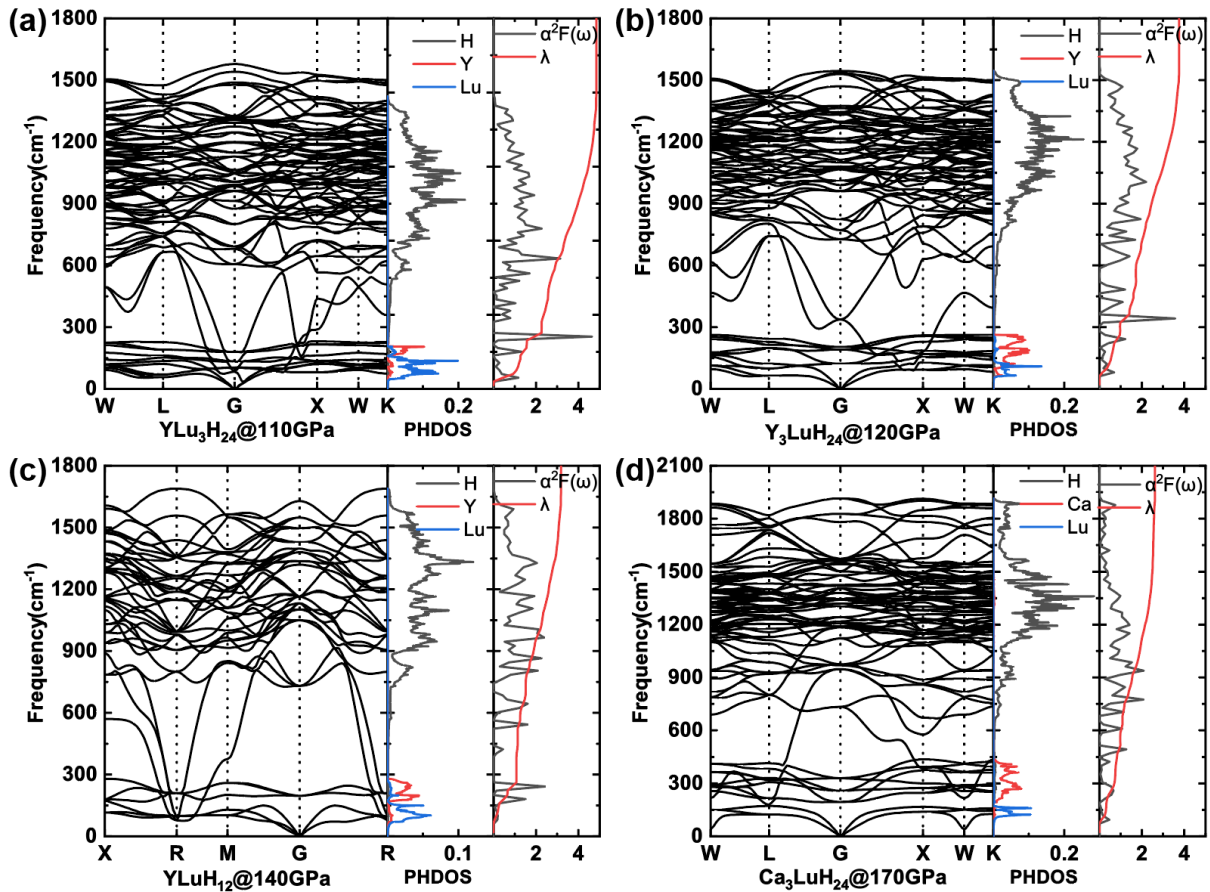 (a)
1800
1500
1200
900
600
300
0
Frequency(cm⁻¹)
W L G X W K
YLu₃H₂₄@110GPa
H
Y
Lu
0.2
PHDOS
α²F(ω)
λ
2 4
(b)
1800
1500
1200
900
600
300
0
Frequency(cm⁻¹)
W L G X W K
Y₃LuH₂₄@120GPa
H
Y
Lu
0.2
PHDOS
α²F(ω)
λ
2 4
(c)
1800
1500
1200
900
600
300
0
Frequency(cm⁻¹)
X R M G R
YLuH₁₂@140GPa
H
Y
Lu
0.1
PHDOS
α²F(ω)
λ
2 4
(d)
2100
1800
1500
1200
900
600
300
0
Frequency(cm⁻¹)
W L G X W K
Ca₃LuH₂₄@170GPa
H
Ca
Lu
0.2
PHDOS
α²F(ω)
λ
2 4